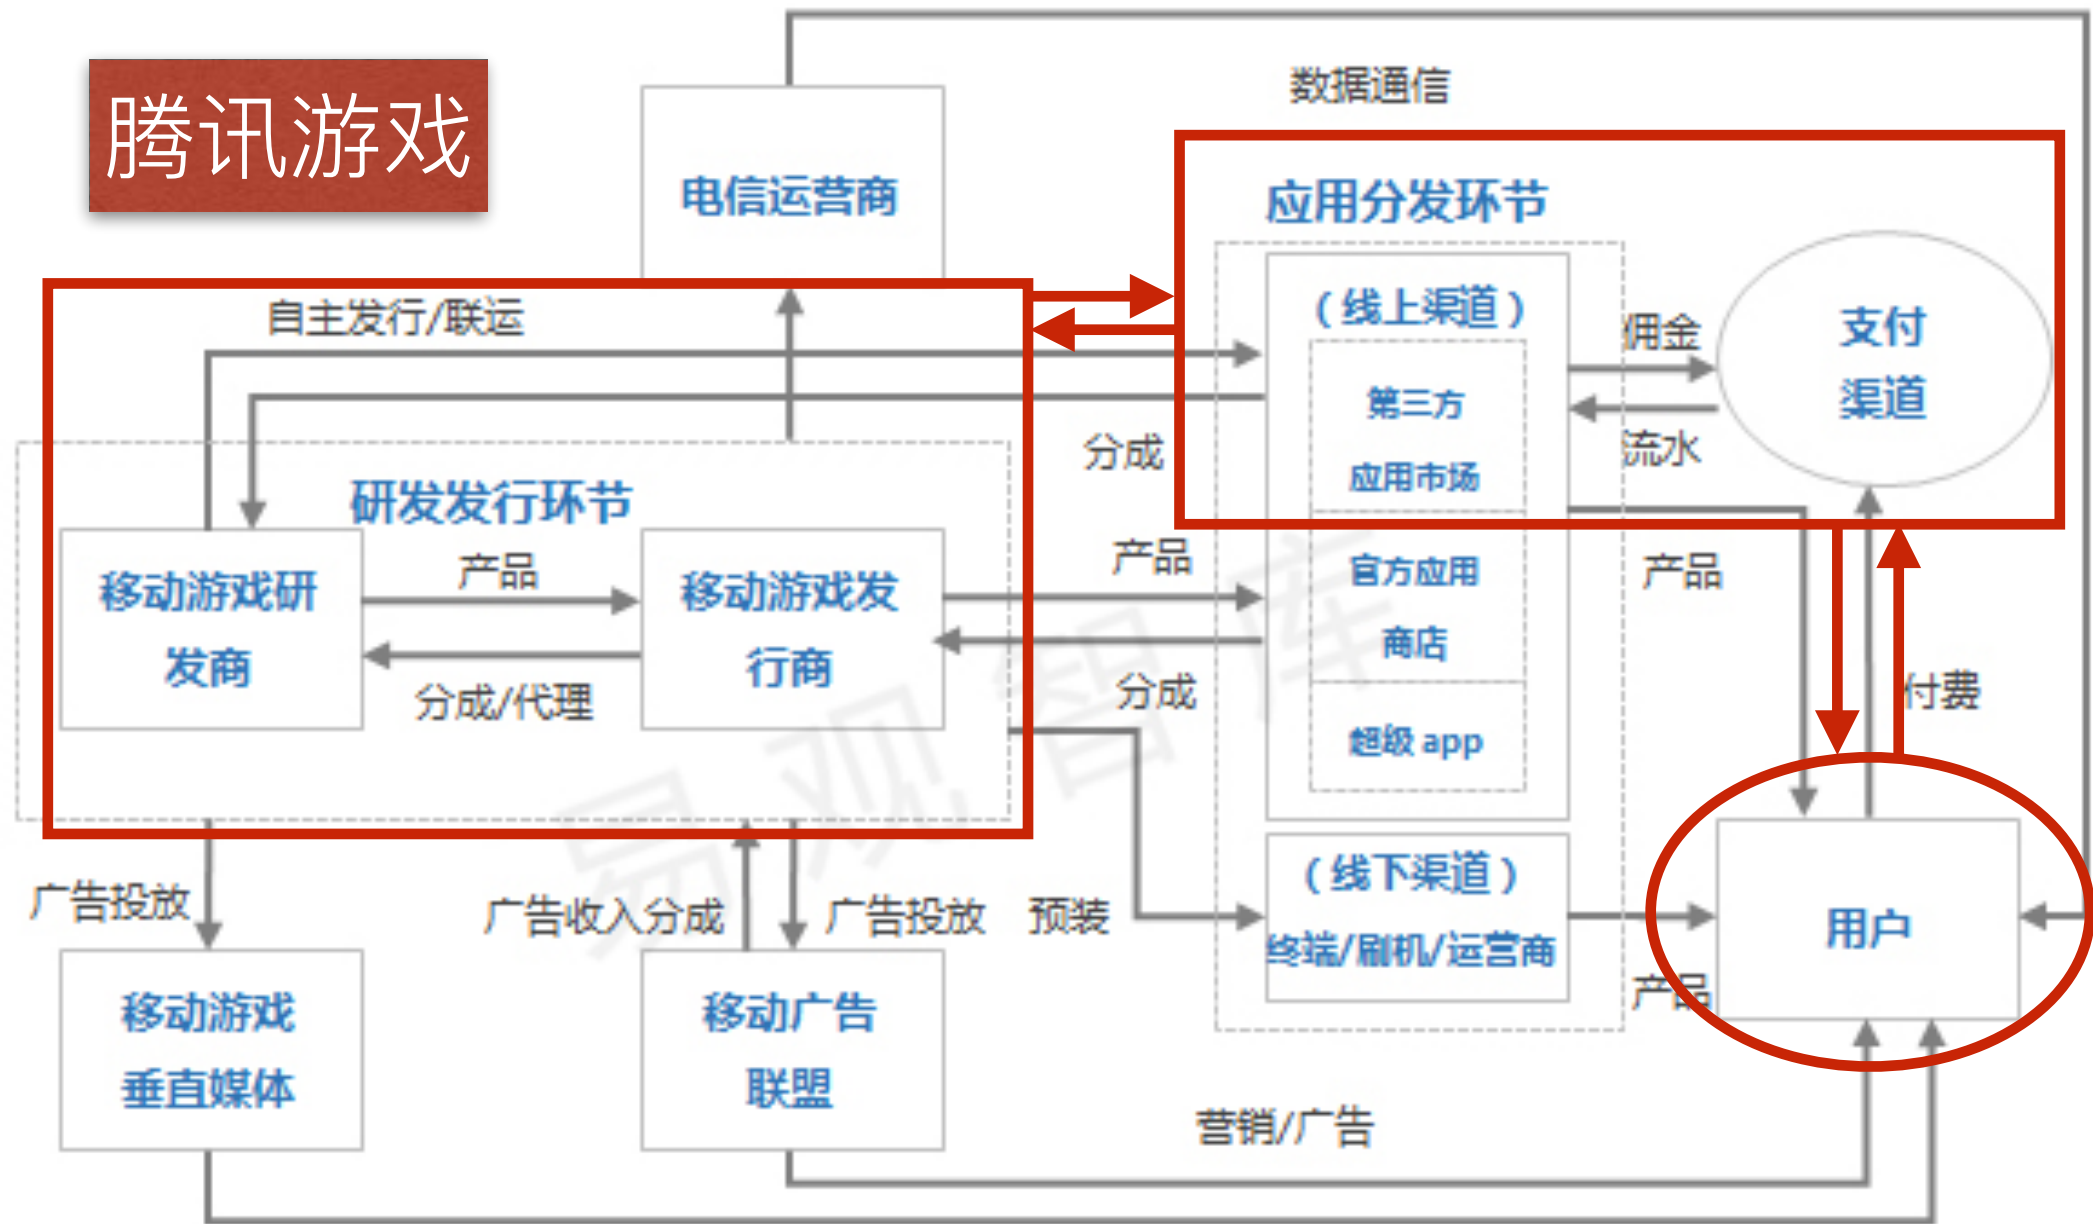 腾讯游戏
数据通信
电信运营商
应用分发环节
自主发行/联运
（线上渠道）
佣金
支付
渠道
第三方
应用市场
流水
分成
研发发行环节
产品
移动游戏研
发商
移动游戏发
行商
产品
官方应用
商店
产品
分成/代理
分成
付费
超级 app
广告投放
广告收入分成
广告投放
预装
（线下渠道）
终端/刷机/运营商
用户
产品
移动游戏
垂直媒体
移动广告
联盟
营销/广告
易观智库